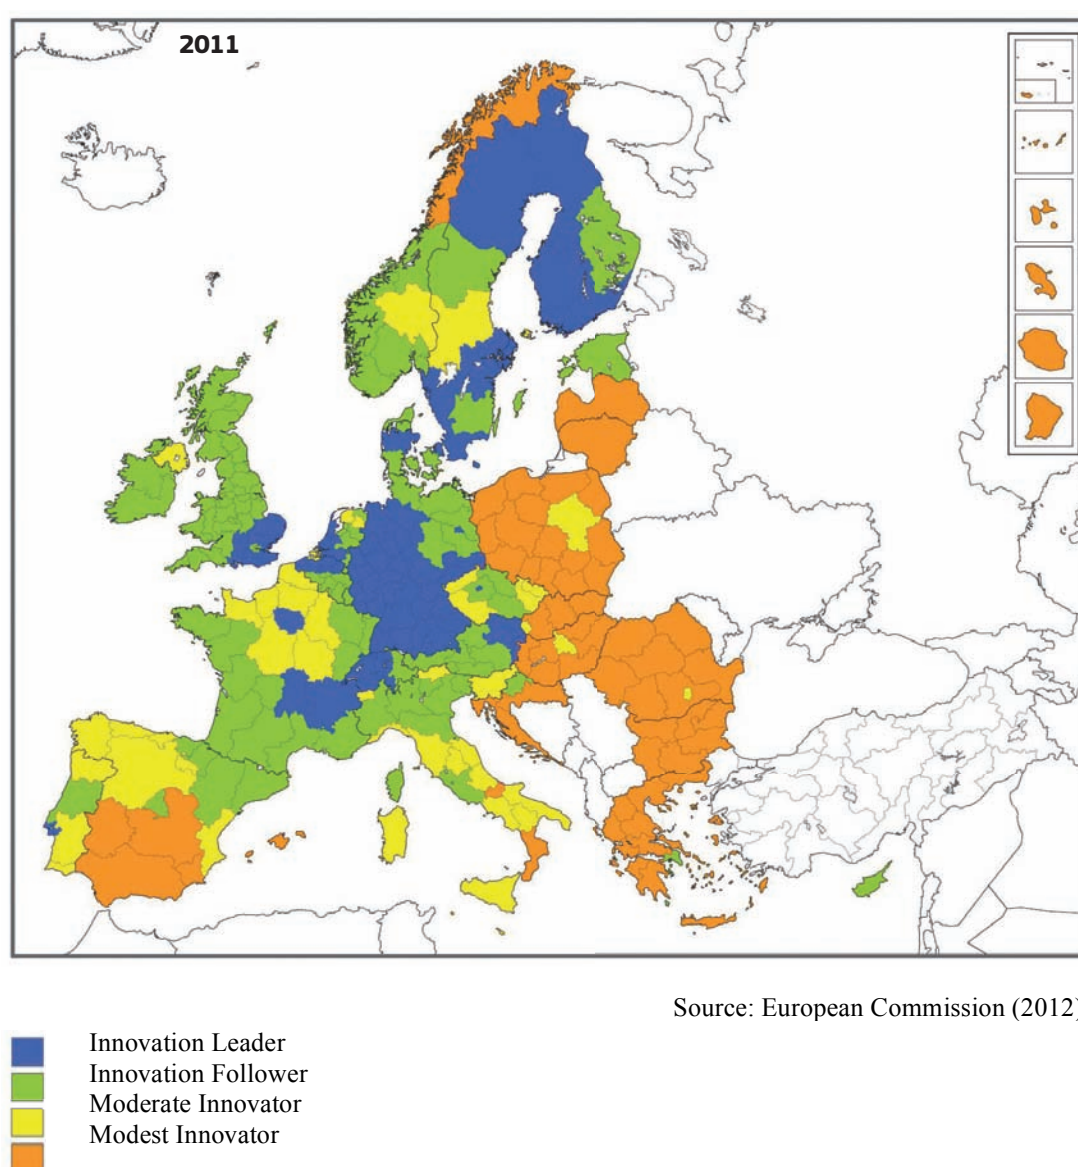 2011
Source: European Commission (2012)
Innovation Leader
Innovation Follower
Moderate Innovator
Modest Innovator